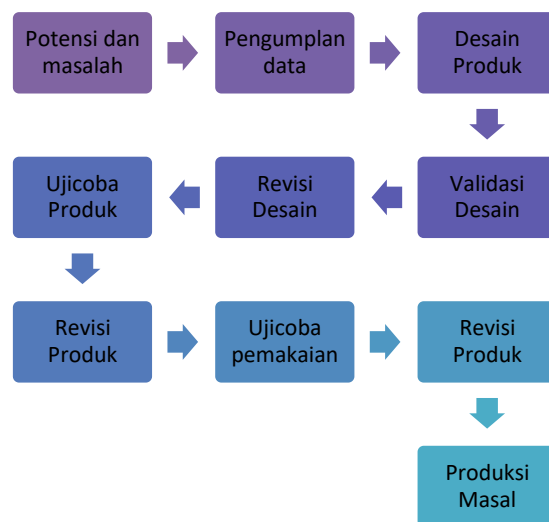 Potensi dan
masalah
Pengumplan
data
Desain
Produk
Validasi
Desain
Revisi
Desain
Ujicoba
Produk
Revisi
Produk
Ujicoba
pemakaian
Revisi
Produk
Produksi
Masal